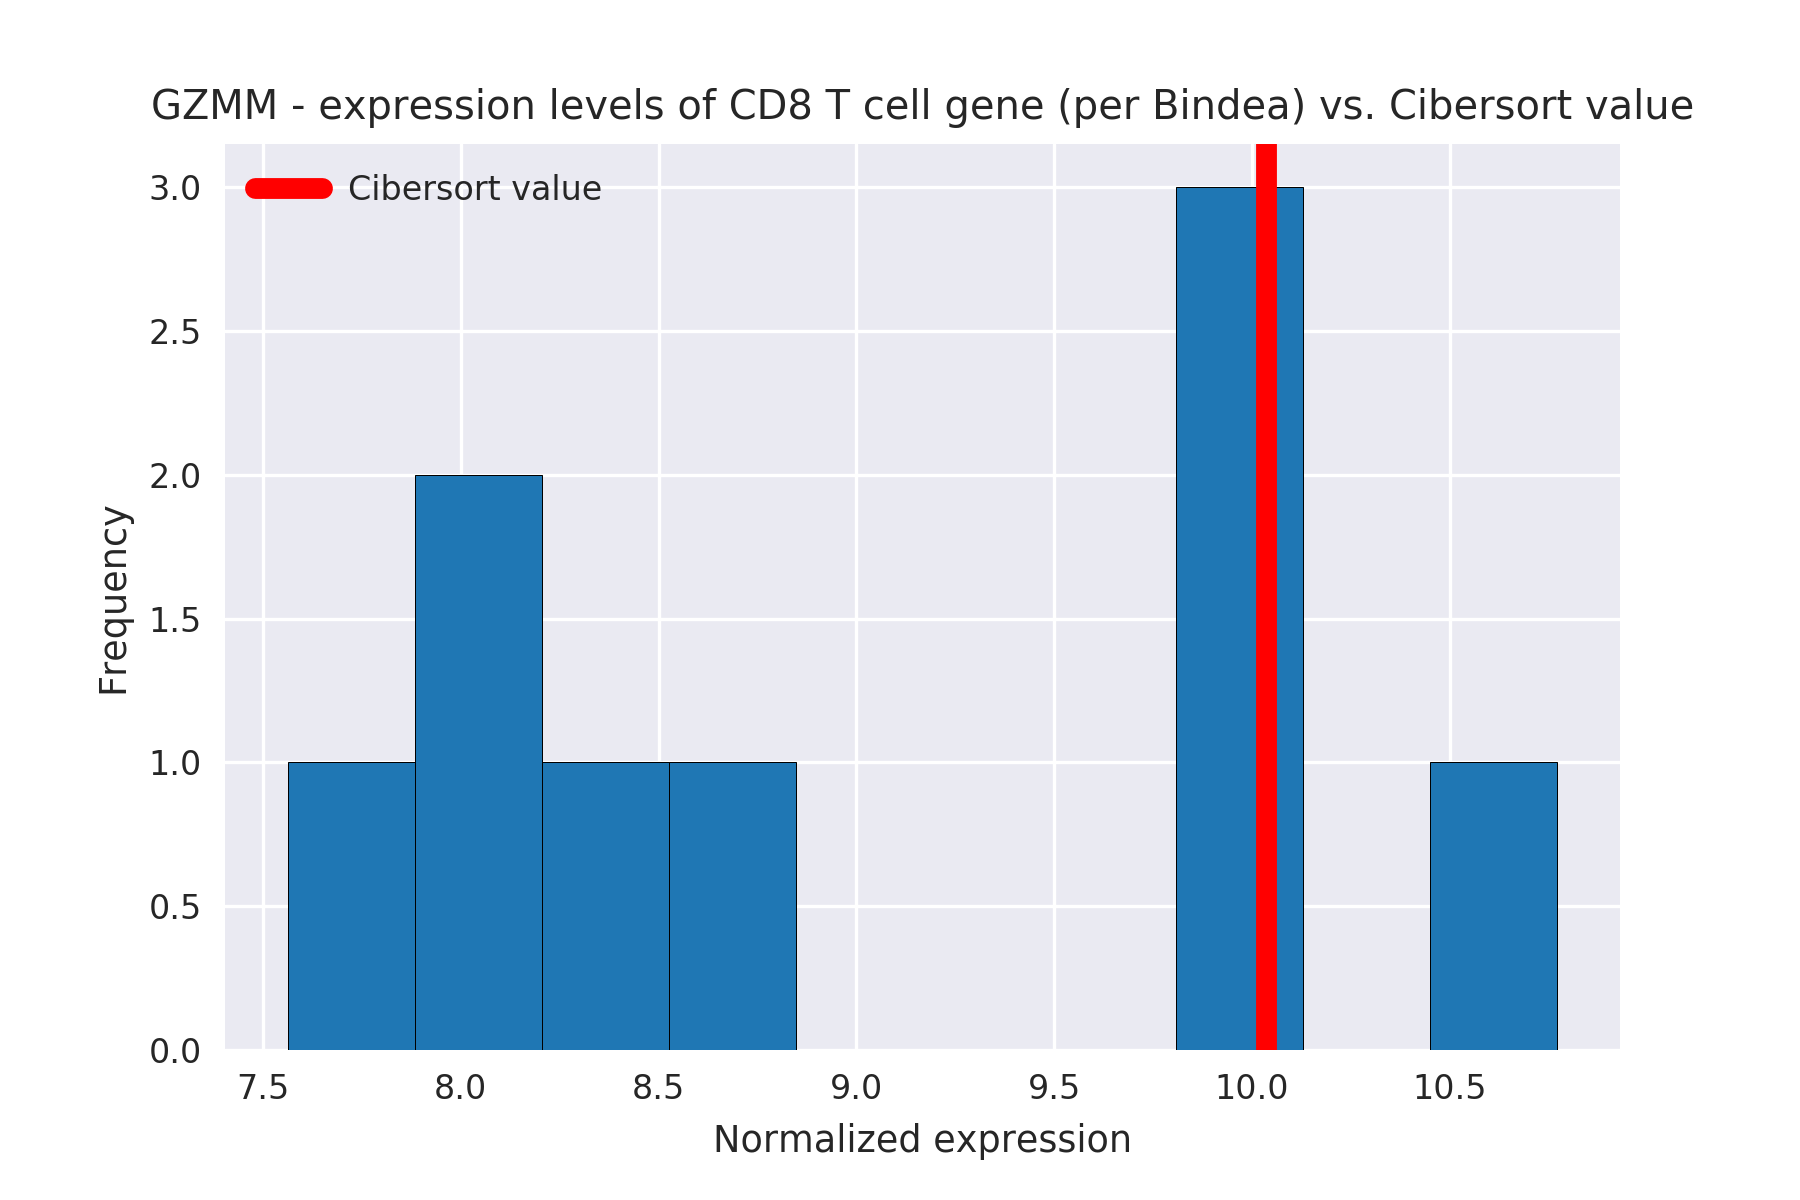 GZMM - expression levels of CD8 T cell gene (per Bindea) vs. Cibersort value
Cibersort value
Frequency
3.0
2.5
2.0
1.5
1.0
0.5
0.0
7.5 8.0 8.5 9.0 9.5 10.0 10.5
Normalized expression